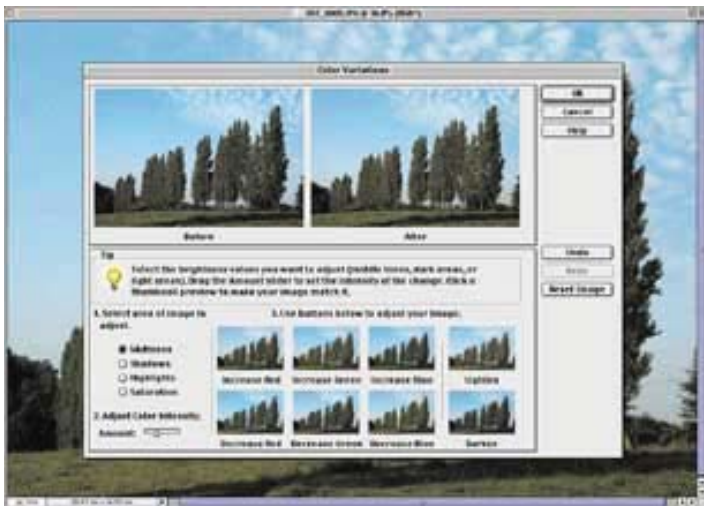 Color Variations
OK
Cancel
Help
Before
After
Tip
Select the brightness values you want to adjust (middle tones, dark areas, or
light areas). Drag the Amount slider to set the intensity of the change. Click a
thumbnail preview to make your image match it.
Undo
Redo
Reset Image
1. Select area of image to
adjust.
Midtones
Shadows
Highlights
Saturation
2. Adjust Color Intensity.
Amount:
3. Use buttons below to adjust your image.
Increase Red
Increase Green
Increase Blue
Lighten
Decrease Red
Decrease Green
Decrease Blue
Darken